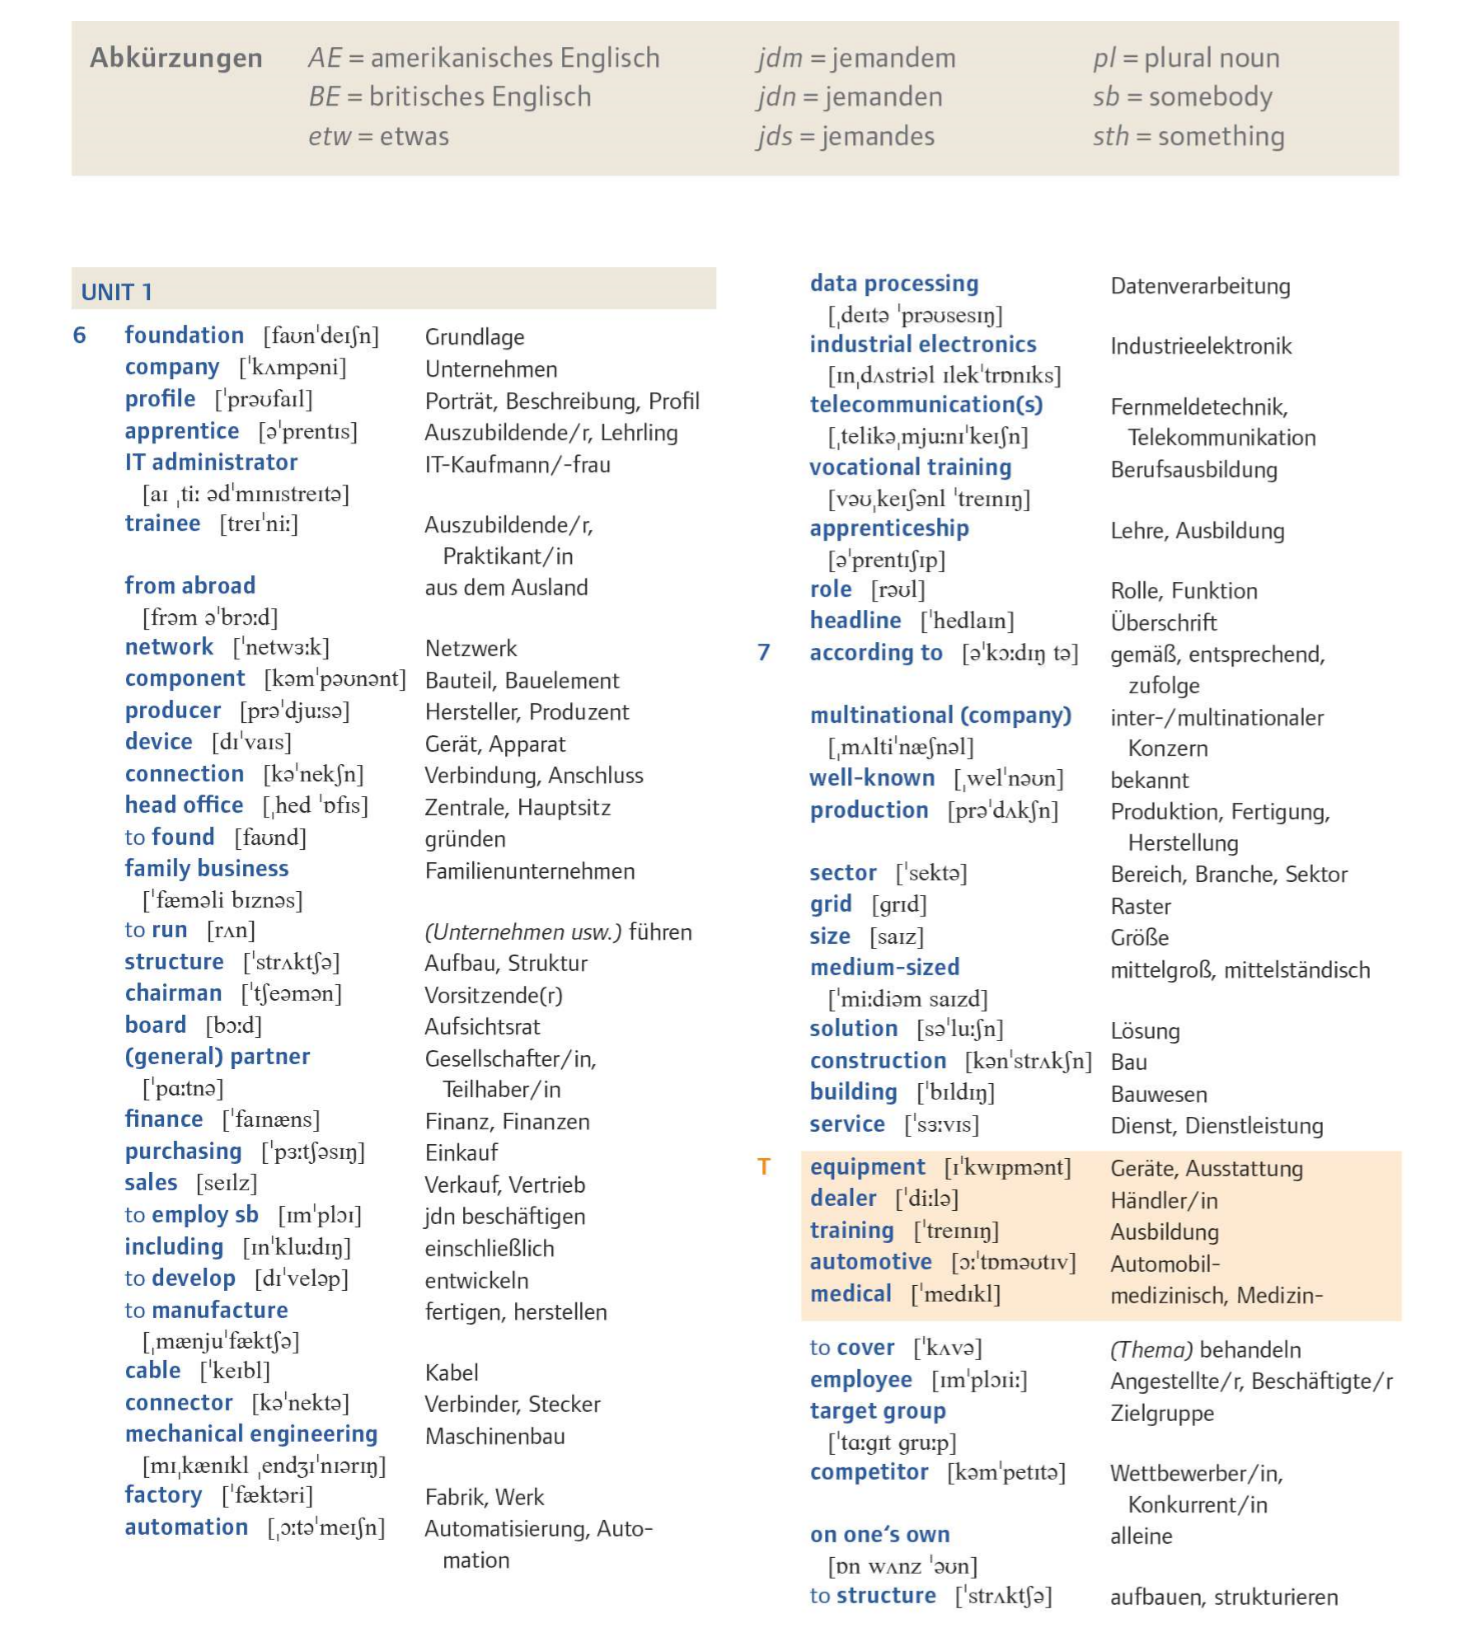 Abkürzungen AE = amerikanisches Englisch jdm = jemandem pl = plural noun
BE = britisches Englisch jdn = jemanden sb = somebody
etw = etwas jds = jemandes sth = something
UNIT 1
6 foundation [faʊnˈdeɪʃn] Grundlage
company [ˈkʌmpəni] Unternehmen
profile [ˈprəʊfaɪl] Porträt, Beschreibung, Profil
apprentice [əˈprentɪs] Auszubildende/r, Lehrling
IT administrator IT-Kaufmann/-frau
[aɪ ˌtiː ədˈmɪnɪstreɪtə]
trainee [treɪˈniː] Auszubildende/r,
Praktikant/in
from abroad aus dem Ausland
[frəm əˈbrɔːd]
network [ˈnetwɜːk] Netzwerk
component [kəmˈpəʊnənt] Bauteil, Bauelement
producer [prəˈdjuːsə] Hersteller, Produzent
device [dɪˈvaɪs] Gerät, Apparat
connection [kəˈnekʃn] Verbindung, Anschluss
head office [ˌhed ˈɒfɪs] Zentrale, Hauptsitz
to found [faʊnd] gründen
family business Familienunternehmen
[ˈfæməli bɪznəs]
to run [rʌn] (Unternehmen usw.) führen
structure [ˈstrʌktʃə] Aufbau, Struktur
chairman [ˈtʃeəmən] Vorsitzende(r)
board [bɔːd] Aufsichtsrat
(general) partner Gesellschafter/in,
[ˈpɑːtnə] Teilhaber/in
finance [ˈfaɪnæns] Finanz, Finanzen
purchasing [ˈpɜːtʃəsɪŋ] Einkauf
sales [seɪlz] Verkauf, Vertrieb
to employ sb [ɪmˈplɔɪ] jdn beschäftigen
including [ɪnˈkluːdɪŋ] einschließlich
to develop [dɪˈveləp] entwickeln
to manufacture fertigen, herstellen
[ˌmænjuˈfæktʃə]
cable [ˈkeɪbl] Kabel
connector [kəˈnektə] Verbinder, Stecker
mechanical engineering Maschinenbau
[mɪˌkænɪkl ˌendʒɪˈnɪərɪŋ]
factory [ˈfæktəri] Fabrik, Werk
automation [ˌɔːtəˈmeɪʃn] Automatisierung, Auto-
mation
data processing Datenverarbeitung
[ˌdeɪtə ˈprəʊsesɪŋ]
industrial electronics Industrieelektronik
[ɪnˌdʌstriəl ɪlekˈtrɒnɪks]
telecommunication(s) Fernmeldetechnik,
[ˌtelikəˌmjuːnɪˈkeɪʃn] Telekommunikation
vocational training Berufsausbildung
[vəʊˌkeɪʃənl ˈtreɪnɪŋ]
apprenticeship Lehre, Ausbildung
[əˈprentɪʃɪp]
role [rəʊl] Rolle, Funktion
headline [ˈhedlaɪn] Überschrift
7 according to [əˈkɔːdɪŋ tə] gemäß, entsprechend,
zufolge
multinational (company) inter-/multinationaler
[ˌmʌltiˈnæʃnəl] Konzern
well-known [ˌwelˈnəʊn] bekannt
production [prəˈdʌkʃn] Produktion, Fertigung,
Herstellung
sector [ˈsektə] Bereich, Branche, Sektor
grid [grɪd] Raster
size [saɪz] Größe
medium-sized mittelgroß, mittelständisch
[ˈmiːdiəm saɪzd]
solution [səˈluːʃn] Lösung
construction [kənˈstrʌkʃn] Bau
building [ˈbɪldɪŋ] Bauwesen
service [ˈsɜːvɪs] Dienst, Dienstleistung
T equipment [ɪˈkwɪpmənt] Geräte, Ausstattung
dealer [ˈdiːlə] Händler/in
training [ˈtreɪnɪŋ] Ausbildung
automotive [ɔːˈtɒməʊtɪv] Automobil-
medical [ˈmedɪkl] medizinisch, Medizin-
to cover [ˈkʌvə] (Thema) behandeln
employee [ɪmˈplɔɪiː] Angestellte/r, Beschäftigte/r
target group Zielgruppe
[ˈtɑːgɪt gruːp]
competitor [kəmˈpetɪtə] Wettbewerber/in,
Konkurrent/in
on one‘s own alleine
[ɒn wʌnz ˈəʊn]
to structure [ˈstrʌktʃə] aufbauen, strukturieren